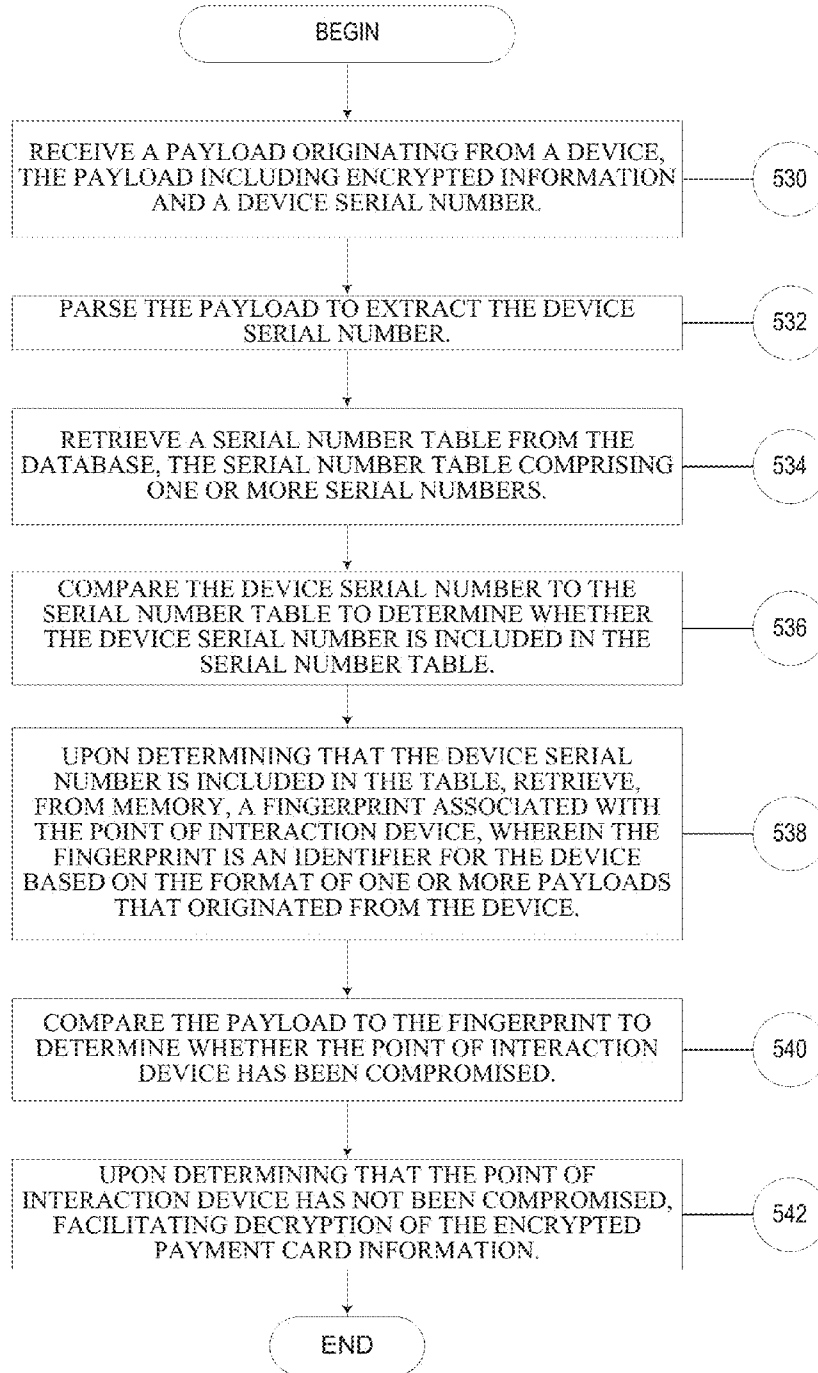 BEGIN
RECEIVE A PAYLOAD ORIGINATING FROM A DEVICE,
THE PAYLOAD INCLUDING ENCRYPTED INFORMATION
AND A DEVICE SERIAL NUMBER.
530
PARSE THE PAYLOAD TO EXTRACT THE DEVICE
SERIAL NUMBER.
532
RETRIEVE A SERIAL NUMBER TABLE FROM THE
DATABASE, THE SERIAL NUMBER TABLE COMPRISING
ONE OR MORE SERIAL NUMBERS.
534
COMPARE THE DEVICE SERIAL NUMBER TO THE
SERIAL NUMBER TABLE TO DETERMINE WHETHER
THE DEVICE SERIAL NUMBER IS INCLUDED IN THE
SERIAL NUMBER TABLE.
536
UPON DETERMINING THAT THE DEVICE SERIAL
NUMBER IS INCLUDED IN THE TABLE, RETRIEVE,
FROM MEMORY, A FINGERPRINT ASSOCIATED WITH
THE POINT OF INTERACTION DEVICE, WHEREIN THE
FINGERPRINT IS AN IDENTIFIER FOR THE DEVICE
BASED ON THE FORMAT OF ONE OR MORE PAYLOADS
THAT ORIGINATED FROM THE DEVICE.
538
COMPARE THE PAYLOAD TO THE FINGERPRINT TO
DETERMINE WHETHER THE POINT OF INTERACTION
DEVICE HAS BEEN COMPROMISED.
540
UPON DETERMINING THAT THE POINT OF
INTERACTION DEVICE HAS NOT BEEN COMPROMISED,
FACILITATING DECRYPTION OF THE ENCRYPTED
PAYMENT CARD INFORMATION.
542
END